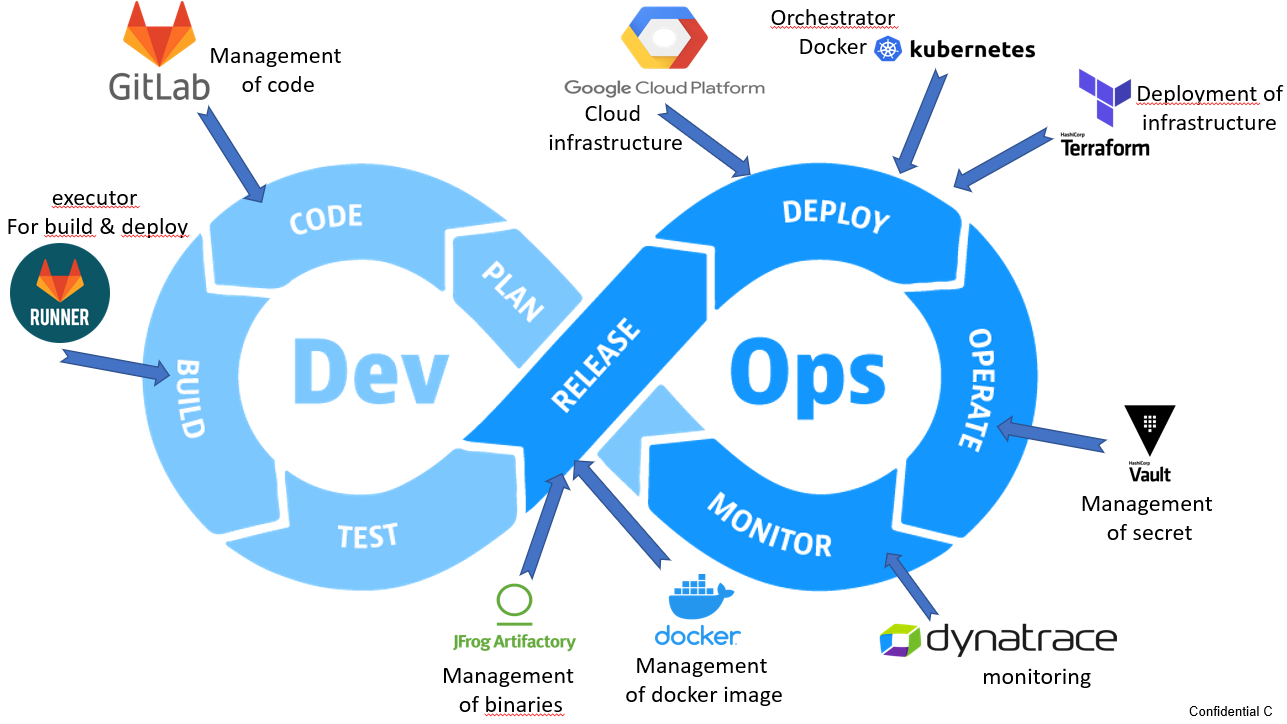 GitLab
Management
of code
Google Cloud Platform
Cloud
infrastructure
Orchestrator
Docker
kubernetes
HashiCorp
Terraform
Deployment of
infrastructure
executor
For build & deploy
RUNNER
CODE
PLAN
BUILD
TEST
Dev
RELEASE
DEPLOY
OPERATE
MONITOR
Ops
HashiCorp
Vault
Management
of secret
JFrog Artifactory
Management
of binaries
docker
Management
of docker image
dynatrace
monitoring
Confidential C